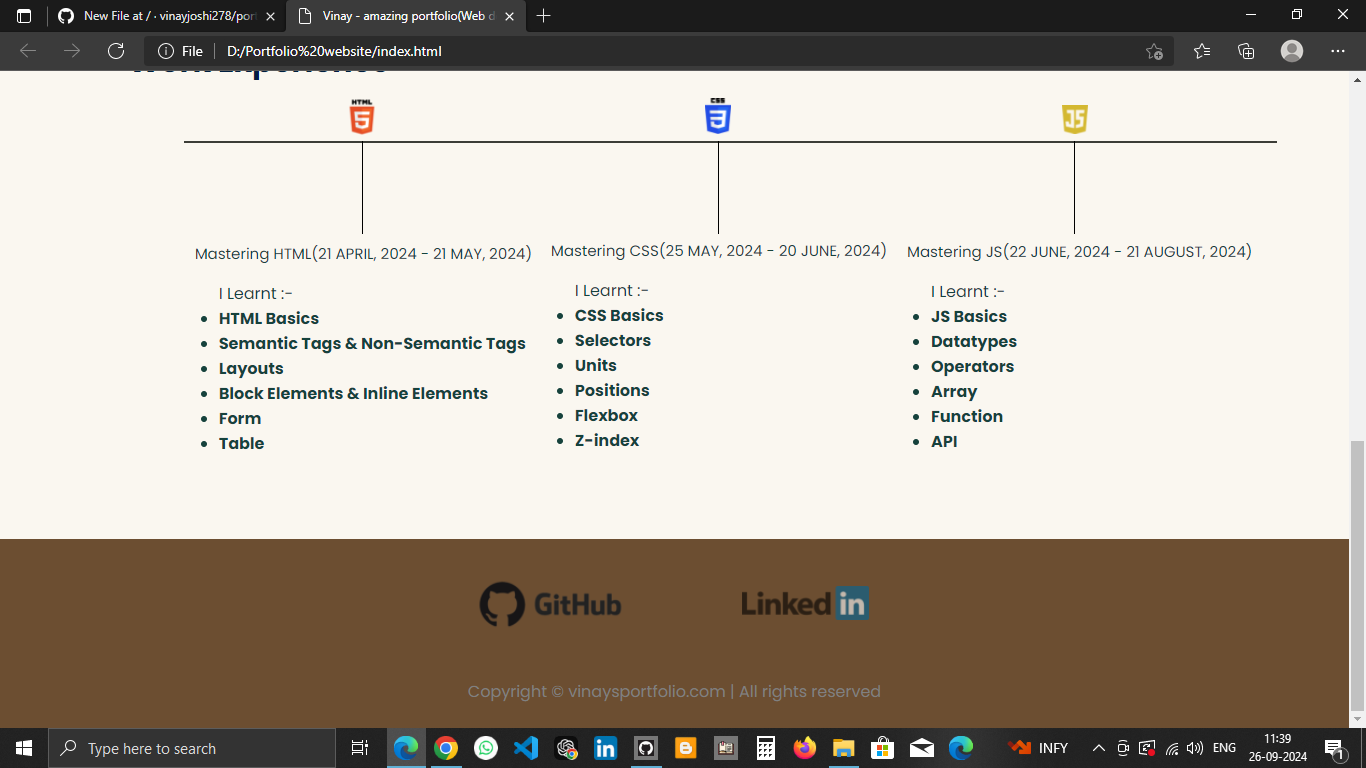 New File at / · vinayjoshi278/por
Vinay - amazing portfolio(Web d
File
D:/Portfolio%20website/index.html
HTML
5
CSS
3
JS
Mastering HTML(21 APRIL, 2024 - 21 MAY, 2024)
I Learnt :-
HTML Basics
Semantic Tags & Non-Semantic Tags
Layouts
Block Elements & Inline Elements
Form
Table
Mastering CSS(25 MAY, 2024 - 20 JUNE, 2024)
I Learnt :-
CSS Basics
Selectors
Units
Positions
Flexbox
Z-index
Mastering JS(22 JUNE, 2024 - 21 AUGUST, 2024)
I Learnt :-
JS Basics
Datatypes
Operators
Array
Function
API
GitHub
Linked in
Copyright © vinaysportfolio.com | All rights reserved
Type here to search
INFY
ENG
11:39
26-09-2024
1